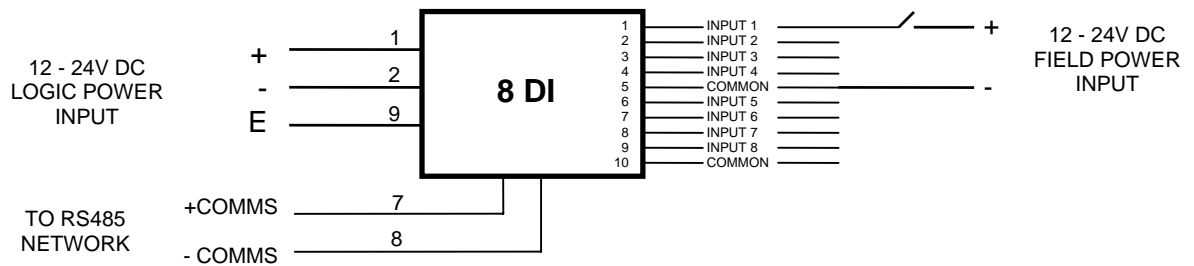 12 - 24V DC
LOGIC POWER
INPUT
+
-
E
1
2
9
8 DI
1 INPUT 1
2 INPUT 2
3 INPUT 3
4 INPUT 4
5 COMMON
6 INPUT 5
7 INPUT 6
8 INPUT 7
9 INPUT 8
10 COMMON
+
-
12 - 24V DC
FIELD POWER
INPUT
TO RS485
NETWORK
+COMMS 7
- COMMS 8